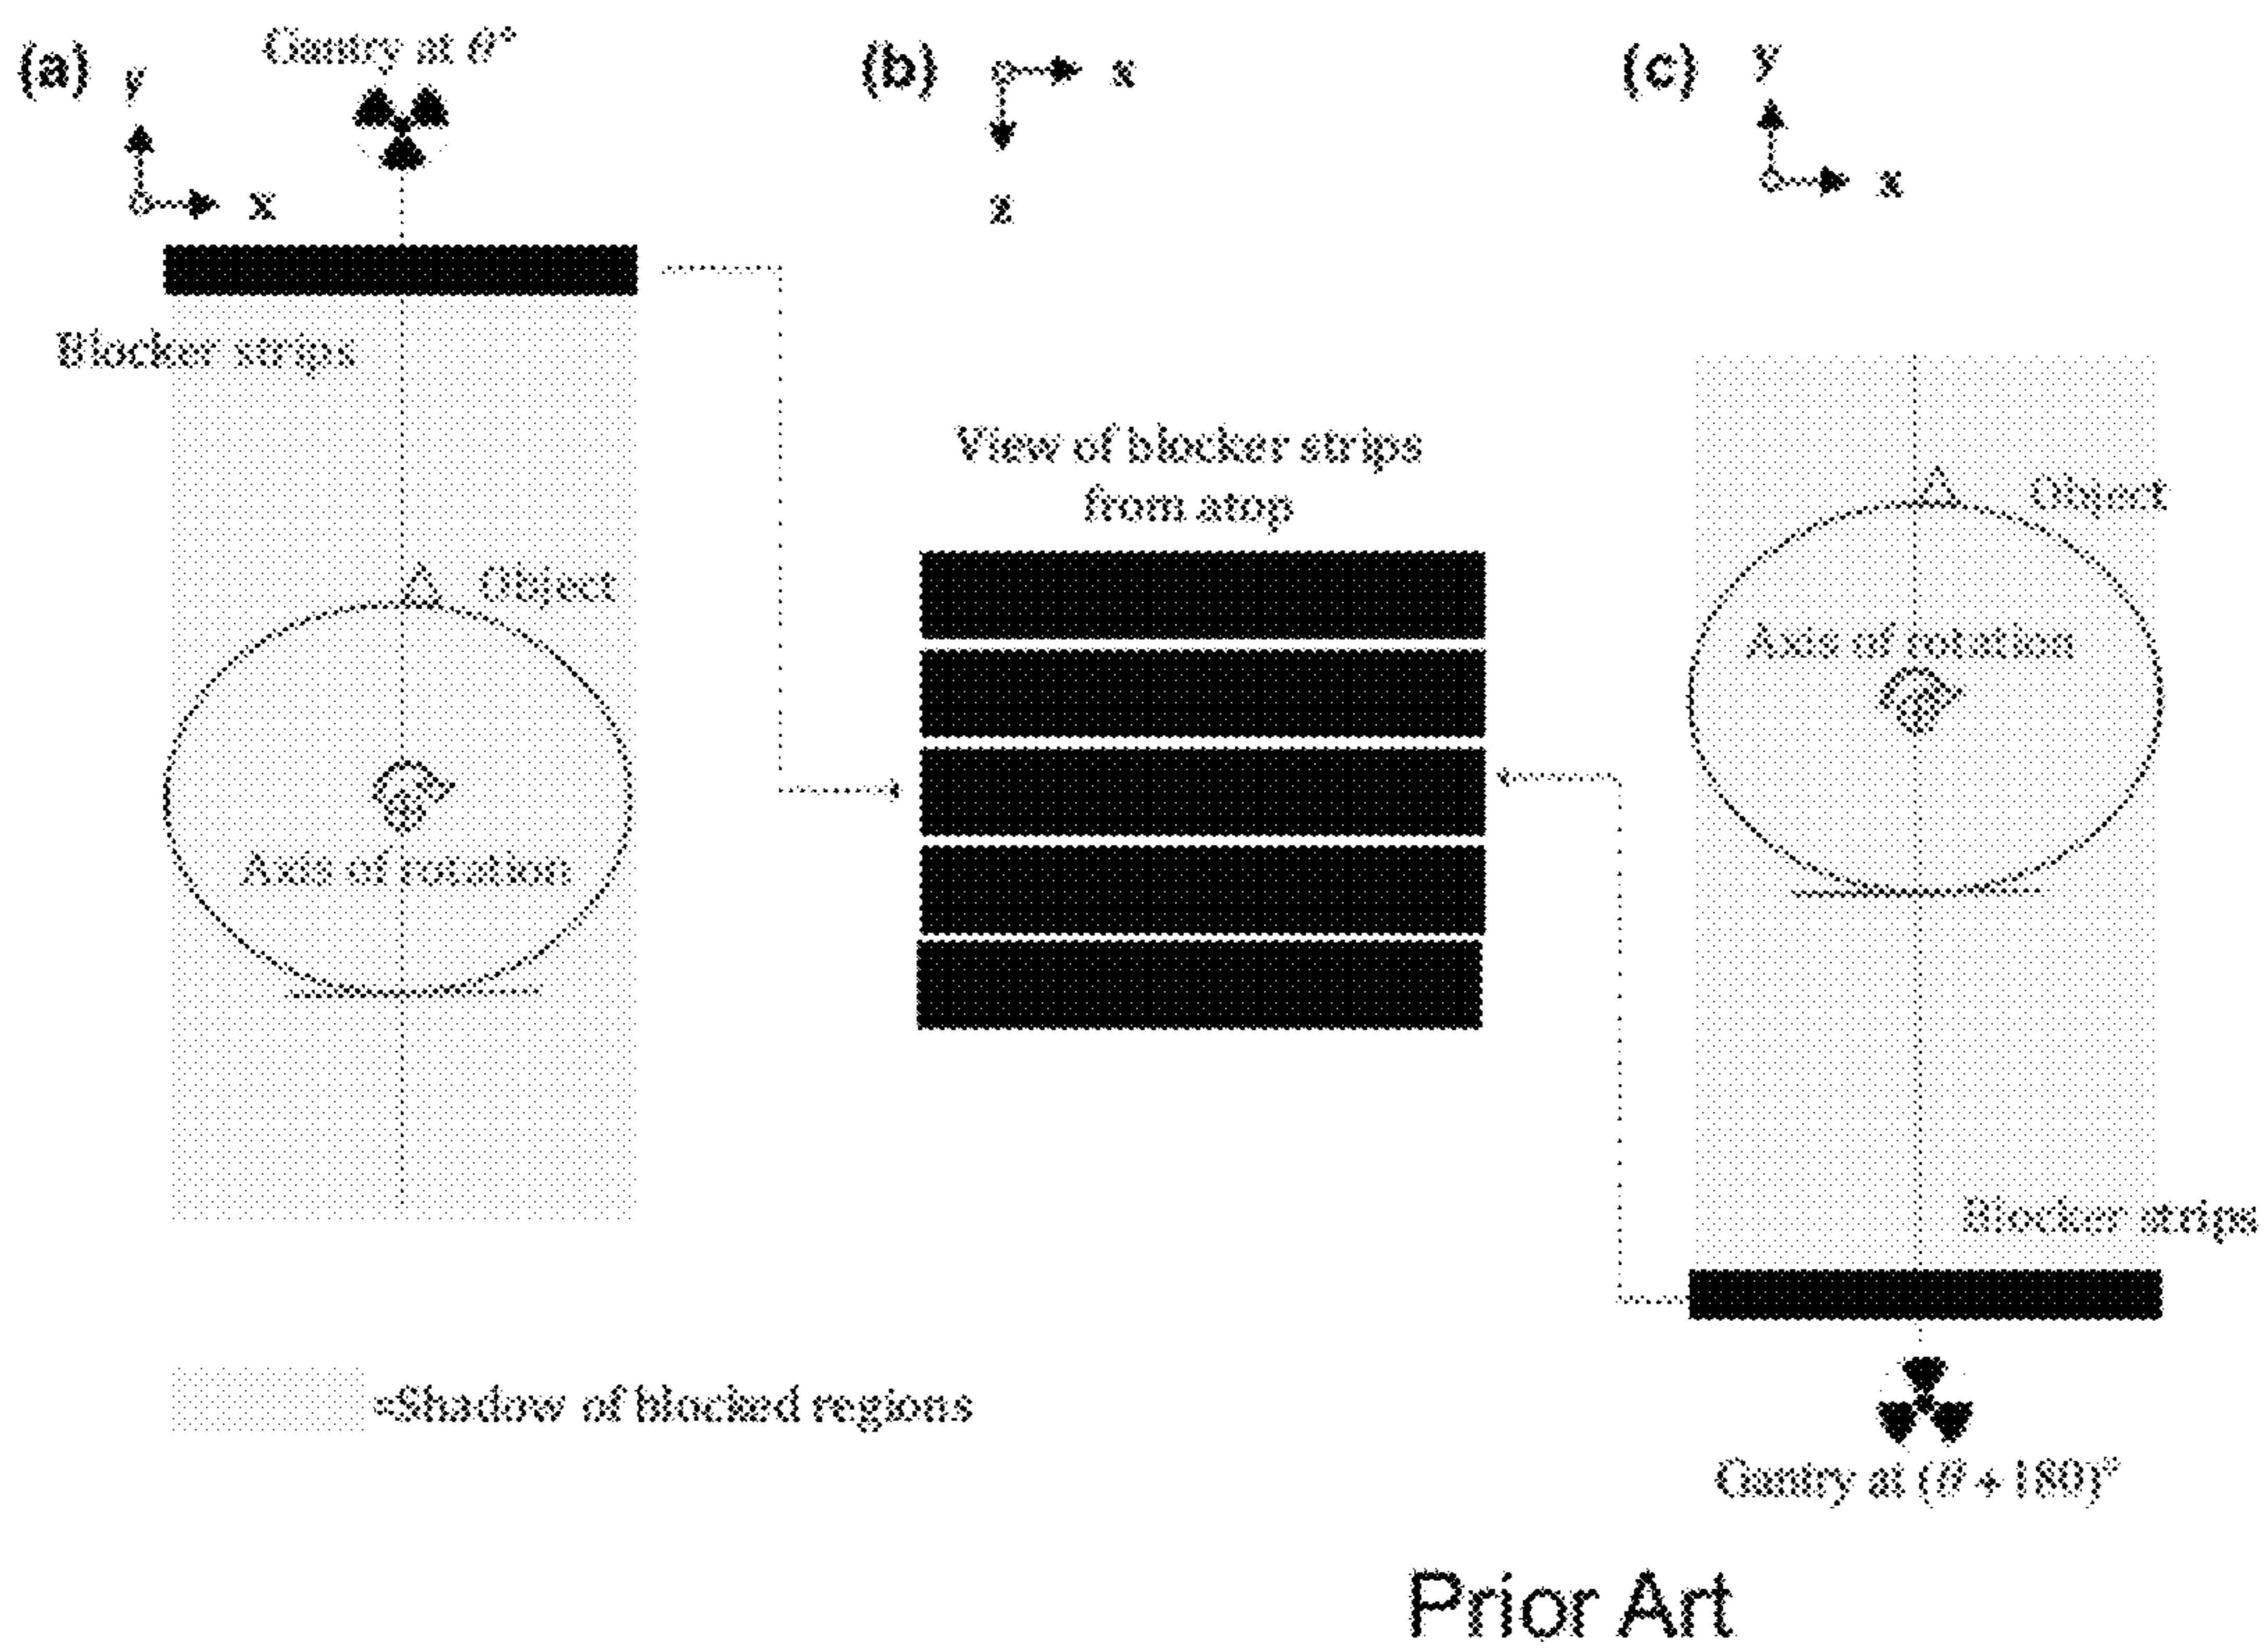 (a)
y
x
Gantry at θ°
Blocker strips
Object
Axis of rotation
=Shadow of blocked regions
(b)
x
z
View of blocker strips
from atop
(c)
y
x
Object
Axis of rotation
Blocker strips
Gantry at (θ + 180)°
Prior Art